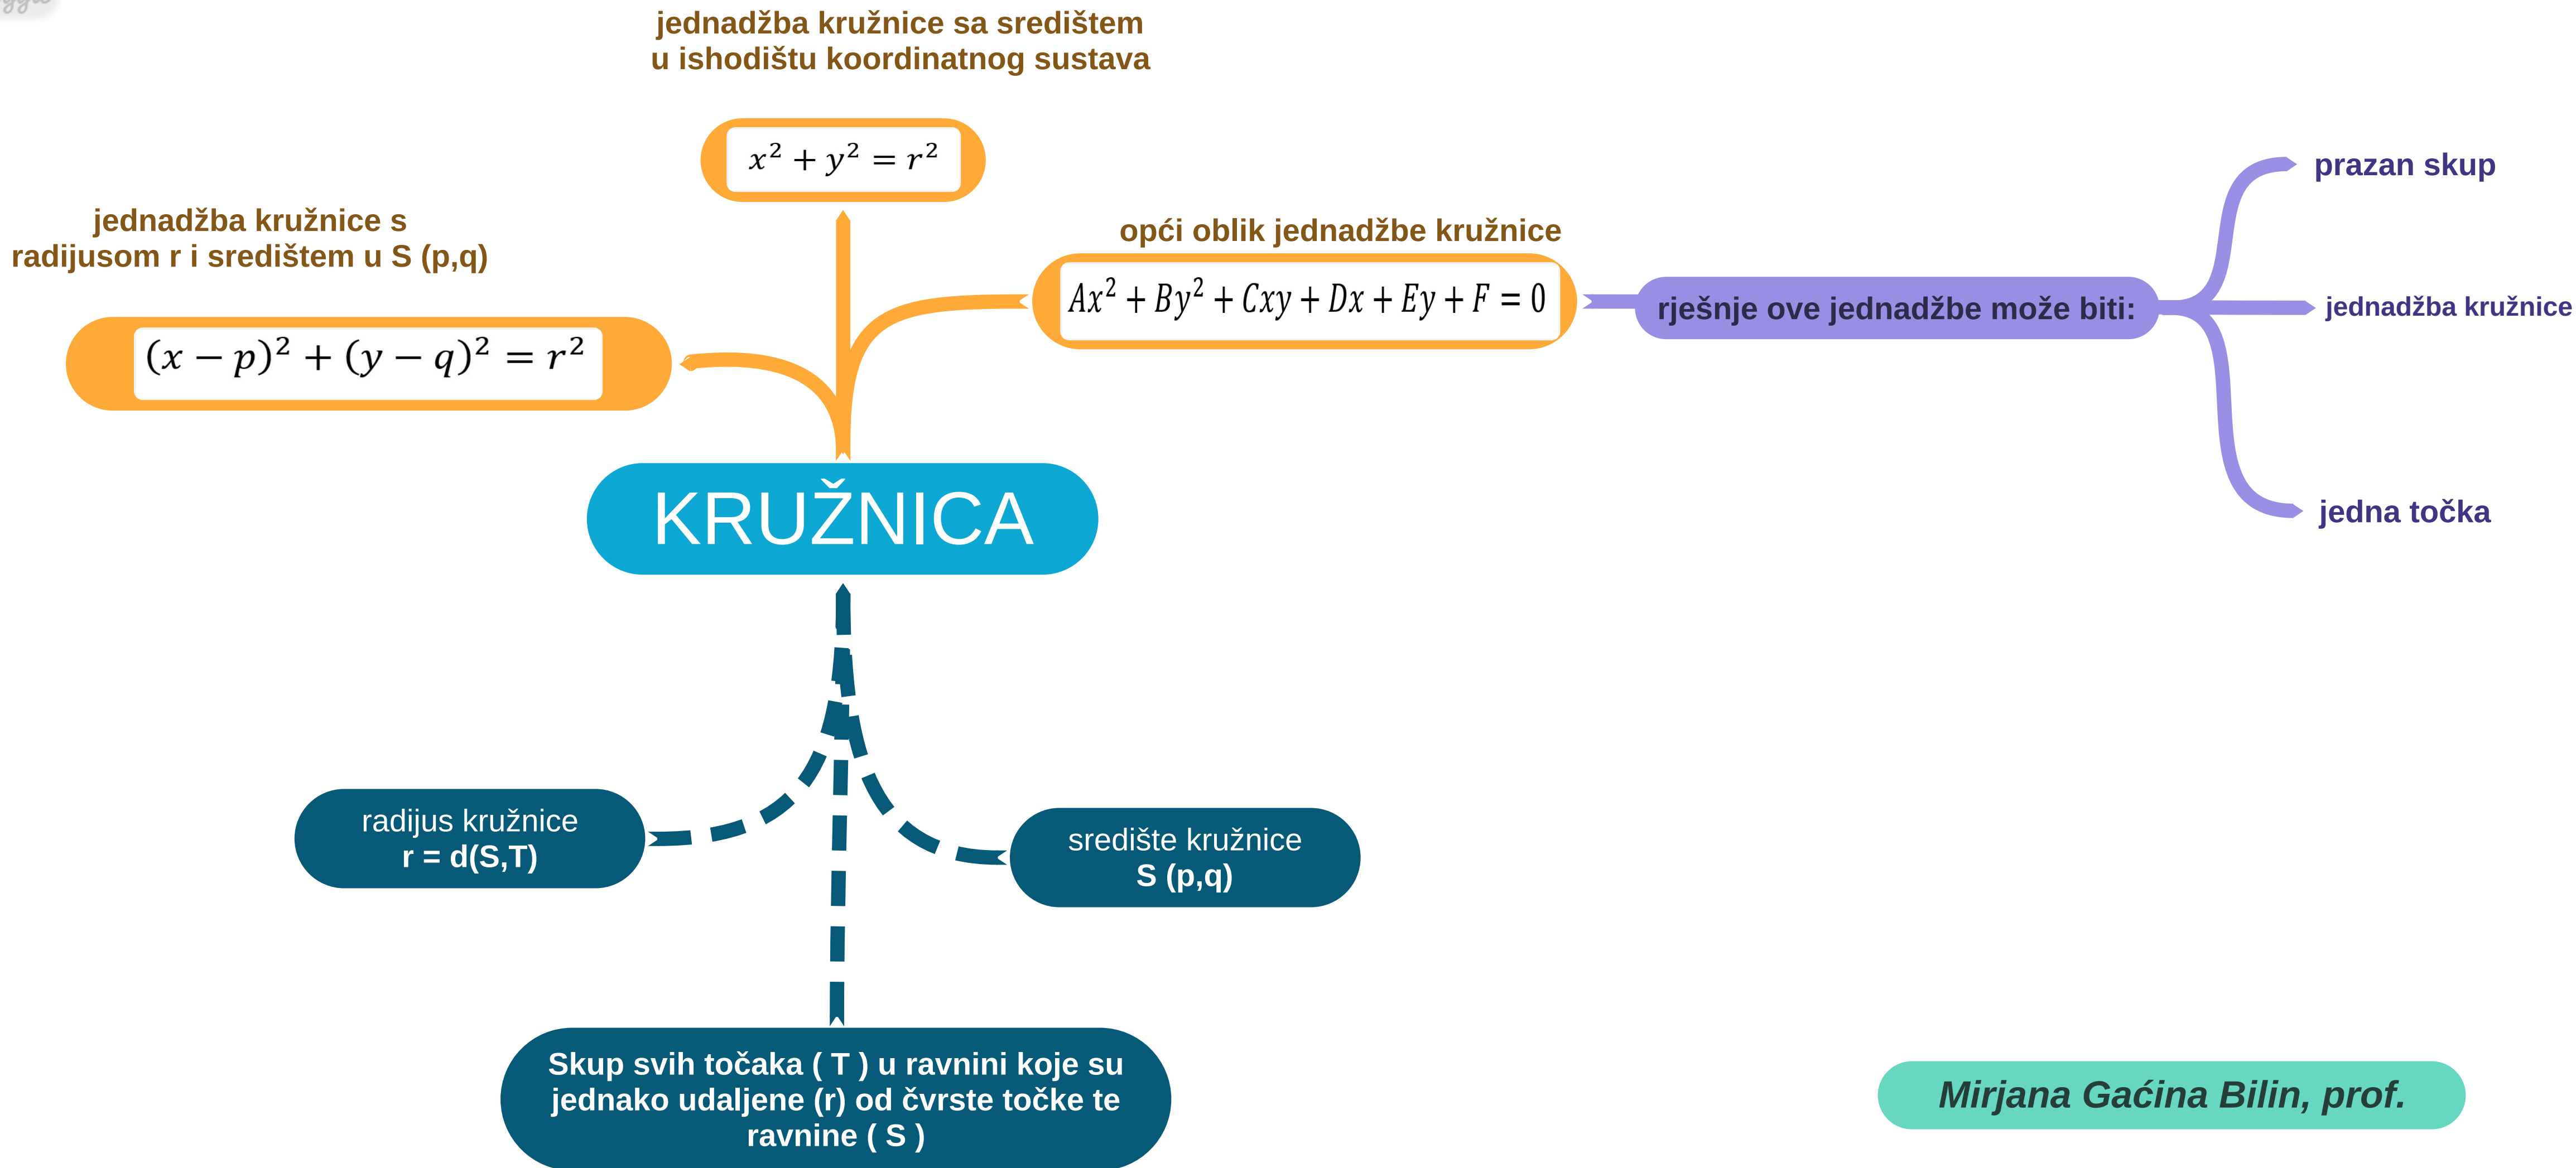 jednadžba kružnice sa središtem
u ishodištu koordinatnog sustava
x² + y² = r²
jednadžba kružnice s
radijusom r i središtem u S (p,q)
(x − p)² + (y − q)² = r²
opći oblik jednadžbe kružnice
Ax² + By² + Cxy + Dx + Ey + F = 0
rješnje ove jednadžbe može biti:
prazan skup
jednadžba kružnice
jedna točka
KRUŽNICA
radijus kružnice
r = d(S,T)
središte kružnice
S (p,q)
Skup svih točaka ( T ) u ravnini koje su
jednako udaljene (r) od čvrste točke te
ravnine ( S )
Mirjana Gaćina Bilin, prof.